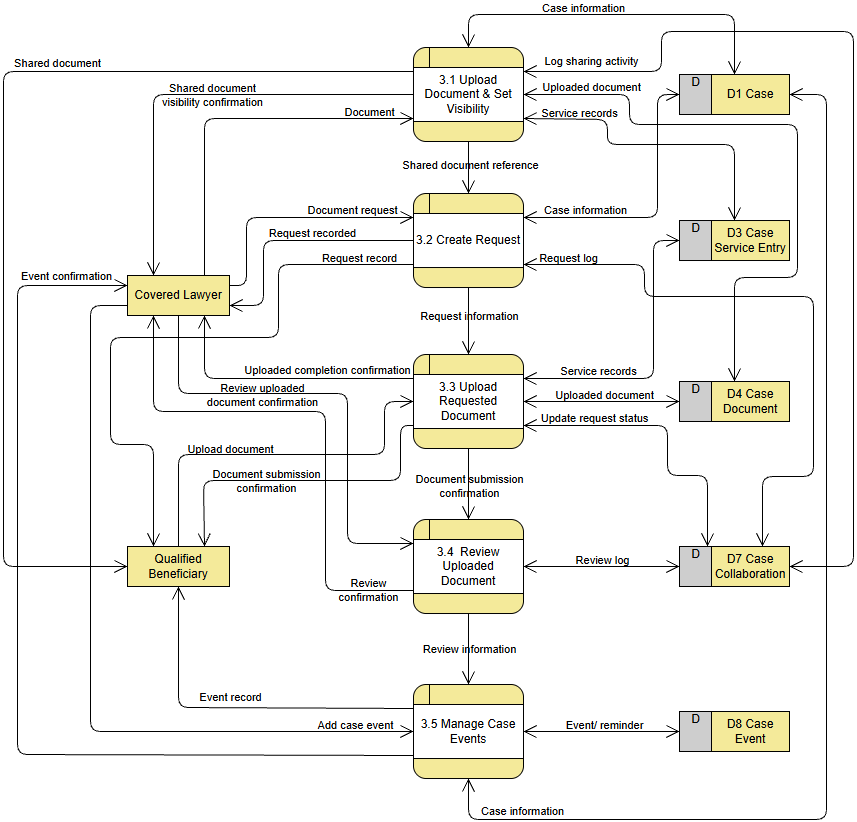 Case information
Shared document
Log sharing activity
3.1 Upload
Document & Set
Visibility
Shared document
visibility confirmation
Uploaded document
D
D1 Case
Document
Service records
Shared document reference
Document request
Case information
D
D3 Case
Service Entry
Request recorded
3.2 Create Request
Request record
Request log
Event confirmation
Covered Lawyer
Request information
Uploaded completion confirmation
Service records
3.3 Upload
Requested
Document
Review uploaded
document confirmation
Uploaded document
D
D4 Case
Document
Update request status
Upload document
Document submission
confirmation
Document submission
confirmation
Qualified
Beneficiary
3.4  Review
Uploaded
Document
Review log
D
D7 Case
Collaboration
Review
confirmation
Review information
Event record
3.5 Manage Case
Events
Add case event
Event/ reminder
D
D8 Case
Event
Case information